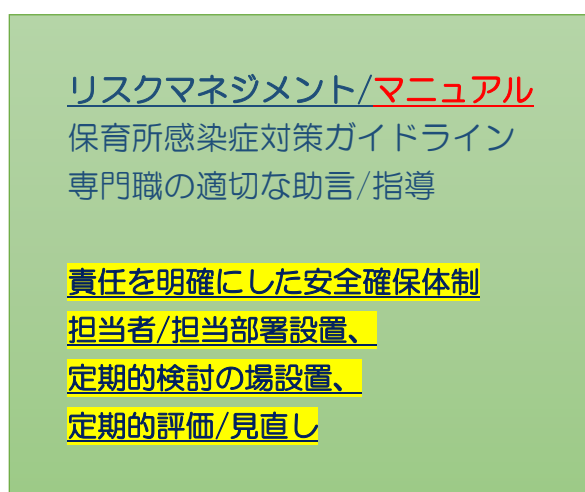 リスクマネジメント/マニュアル
保育所感染症対策ガイドライン
専門職の適切な助言/指導
責任を明確にした安全確保体制
担当者/担当部署設置、
定期的検討の場設置、
定期的評価/見直し